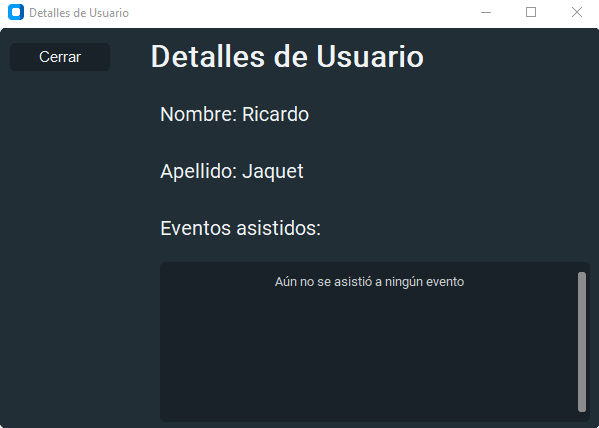 Detalles de Usuario
Cerrar
Detalles de Usuario
Nombre: Ricardo
Apellido: Jaquet
Eventos asistidos:
Aún no se asistió a ningún evento